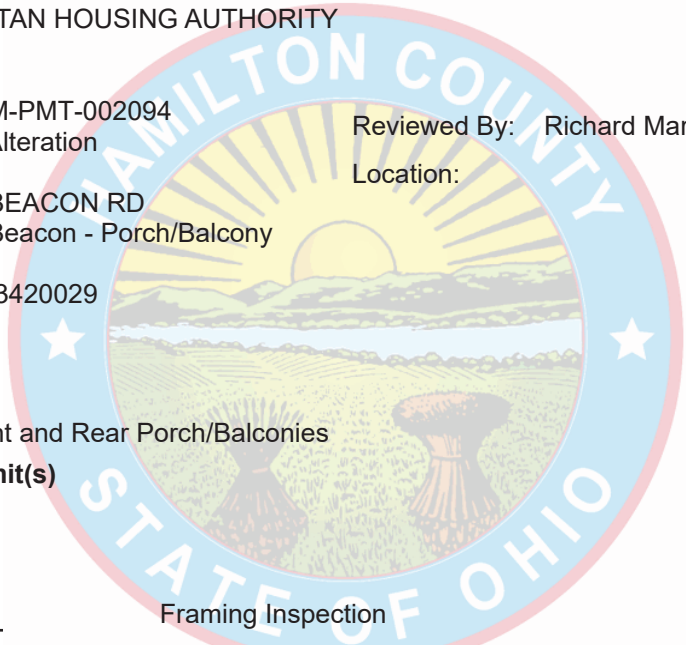 TAN HOUSING AUTHORITY
HAMILTON COUNTY
M-PMT-002094
Alteration
Reviewed By: Richard Mar
Location:
BEACON RD
Beacon - Porch/Balcony
3420029
nt and Rear Porch/Balconies
nit(s)
Framing Inspection
STATE OF OHIO